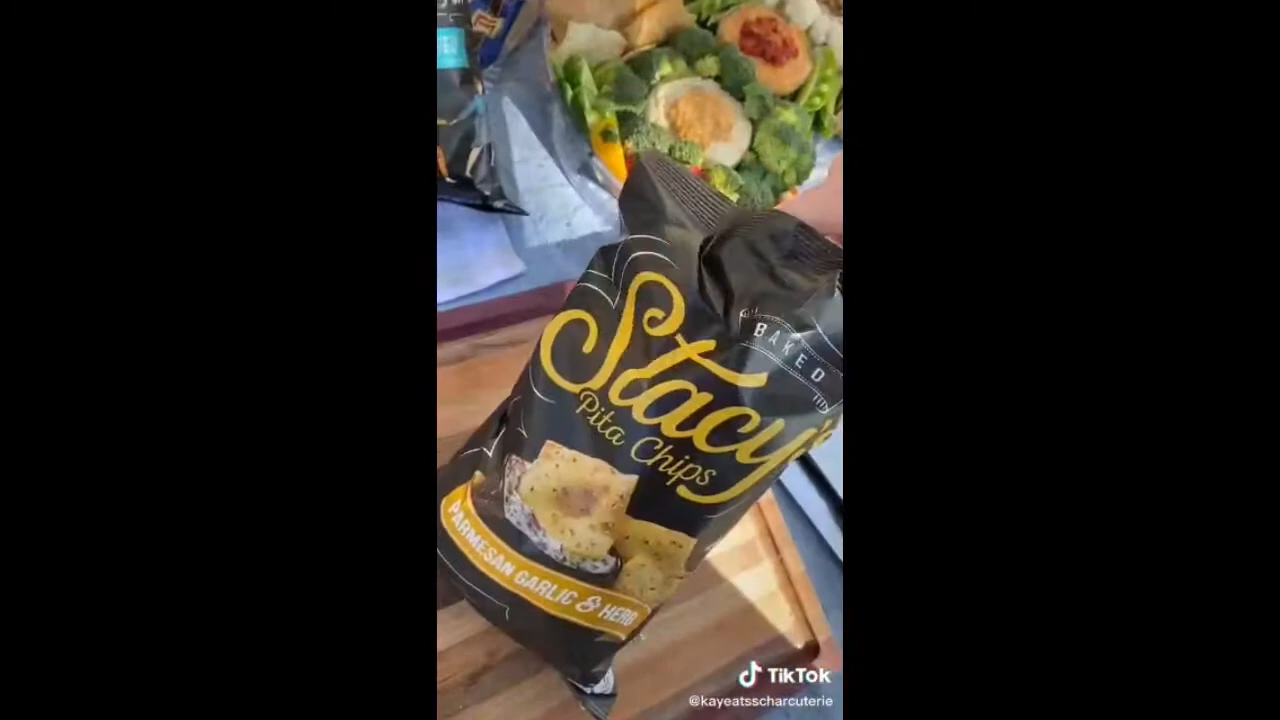 BAKED
Stacy's
Pita Chips
PARMESAN GARLIC & HERB
TikTok
@kayeatsscharcuterie